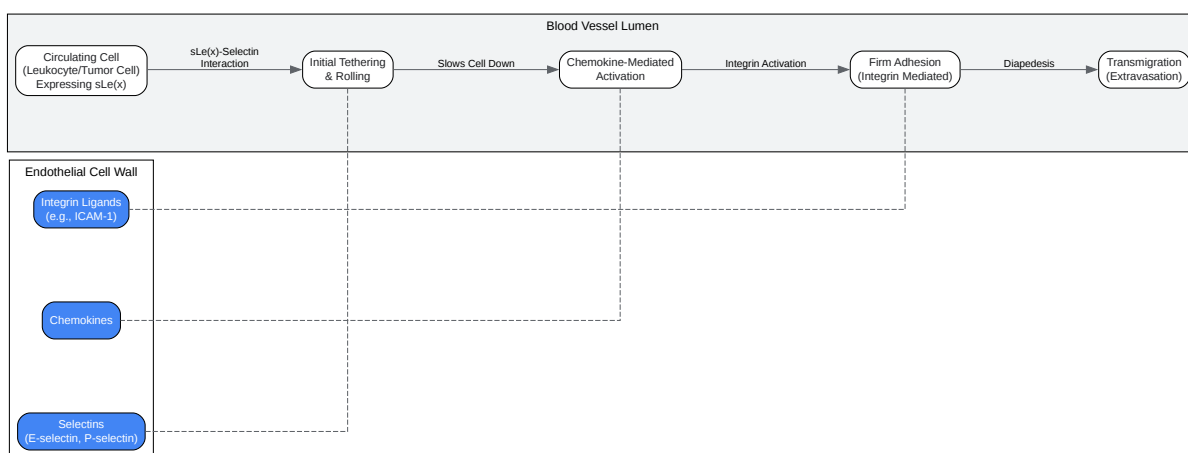 Blood Vessel Lumen
Circulating Cell
(Leukocyte/Tumor Cell)
Expressing sLe(x)
sLe(x)-Selectin
Interaction
Initial Tethering
& Rolling
Slows Cell Down
Chemokine-Mediated
Activation
Integrin Activation
Firm Adhesion
(Integrin Mediated)
Diapedesis
Transmigration
(Extravasation)
Endothelial Cell Wall
Integrin Ligands
(e.g., ICAM-1)
Chemokines
Selectins
(E-selectin, P-selectin)